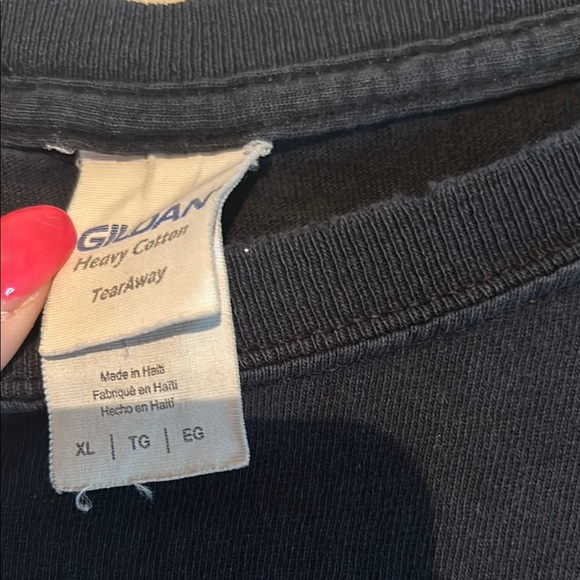 GILDAN
Heavy Cotton
TearAway
Made in Haiti
Fabriqué en Haïti
Hecho en Haití
XL | TG | EG